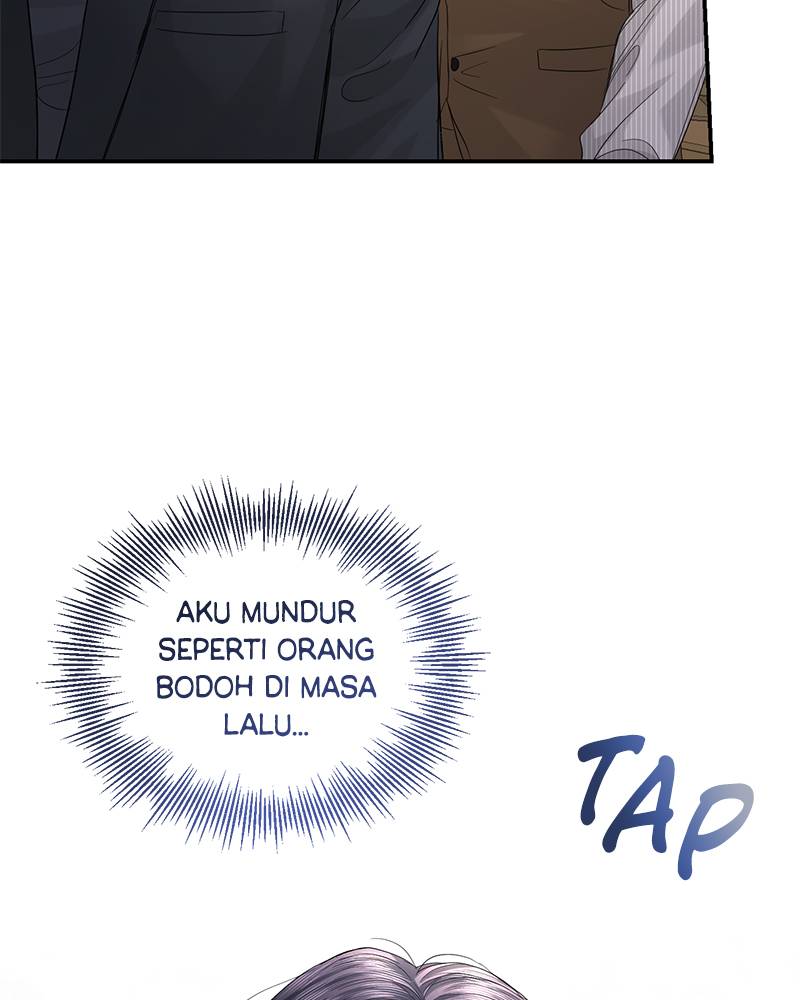 AKU MUNDUR
SEPERTI ORANG
BODOH DI MASA
LALU...
TAP